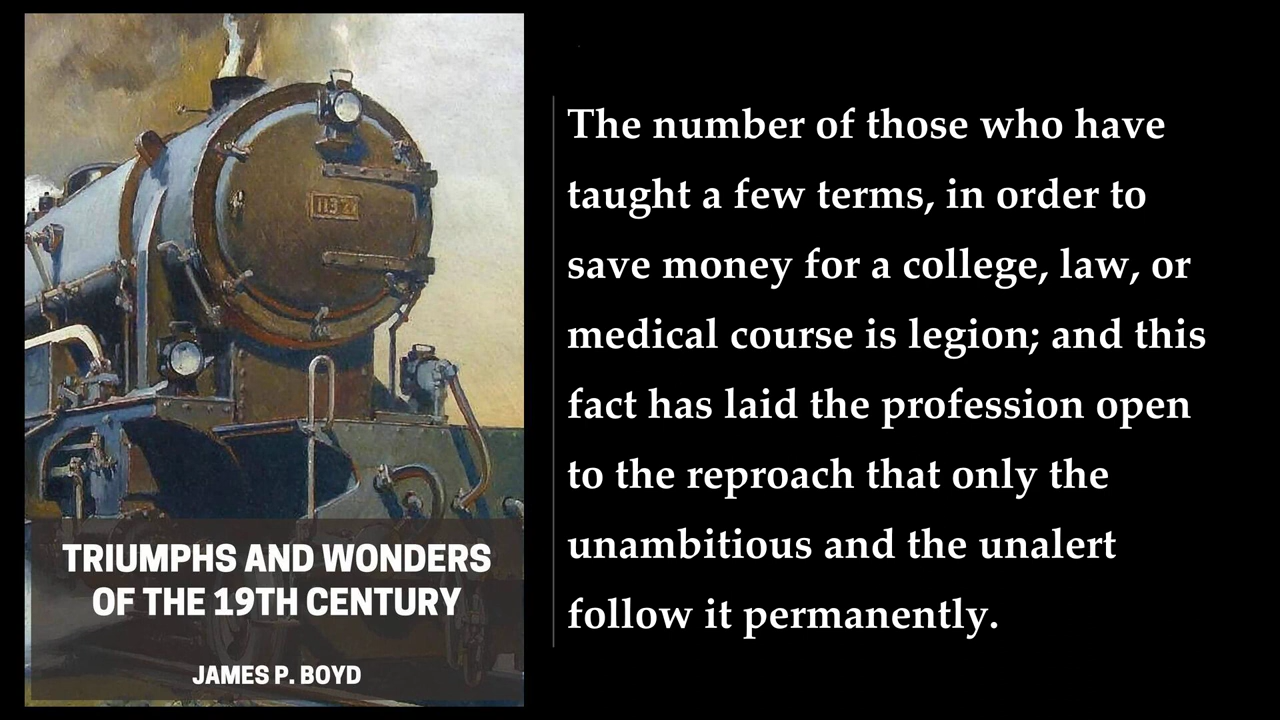 TRIUMPHS AND WONDERS
OF THE 19TH CENTURY
JAMES P. BOYD
The number of those who have
taught a few terms, in order to
save money for a college, law, or
medical course is legion; and this
fact has laid the profession open
to the reproach that only the
unambitious and the unalert
follow it permanently.